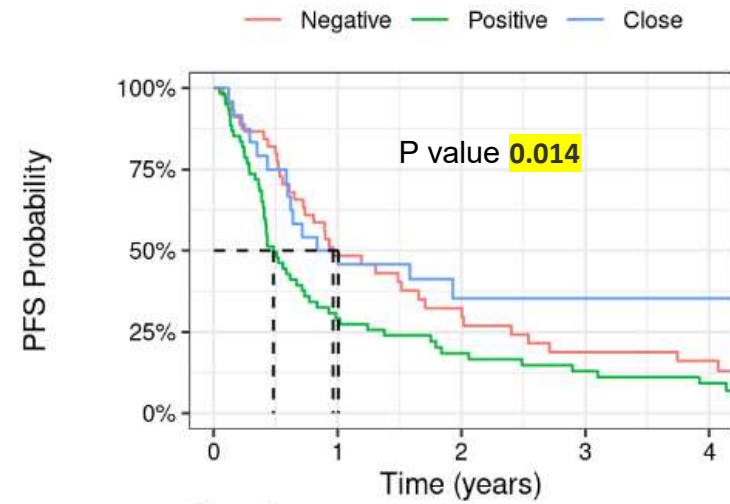 Negative Positive Close
100%
75%
50%
25%
0%
PFS Probability
P value 0.014
0 1 2 3 4
Time (years)